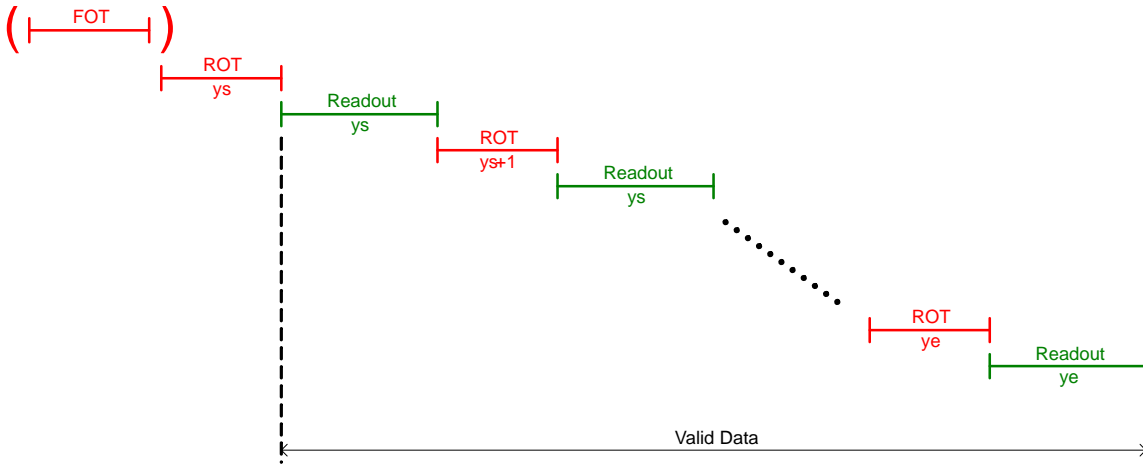 ( FOT )
ROT
ys
Readout
ys
ROT
ys+1
Readout
ys
ROT
ye
Readout
ye
Valid Data